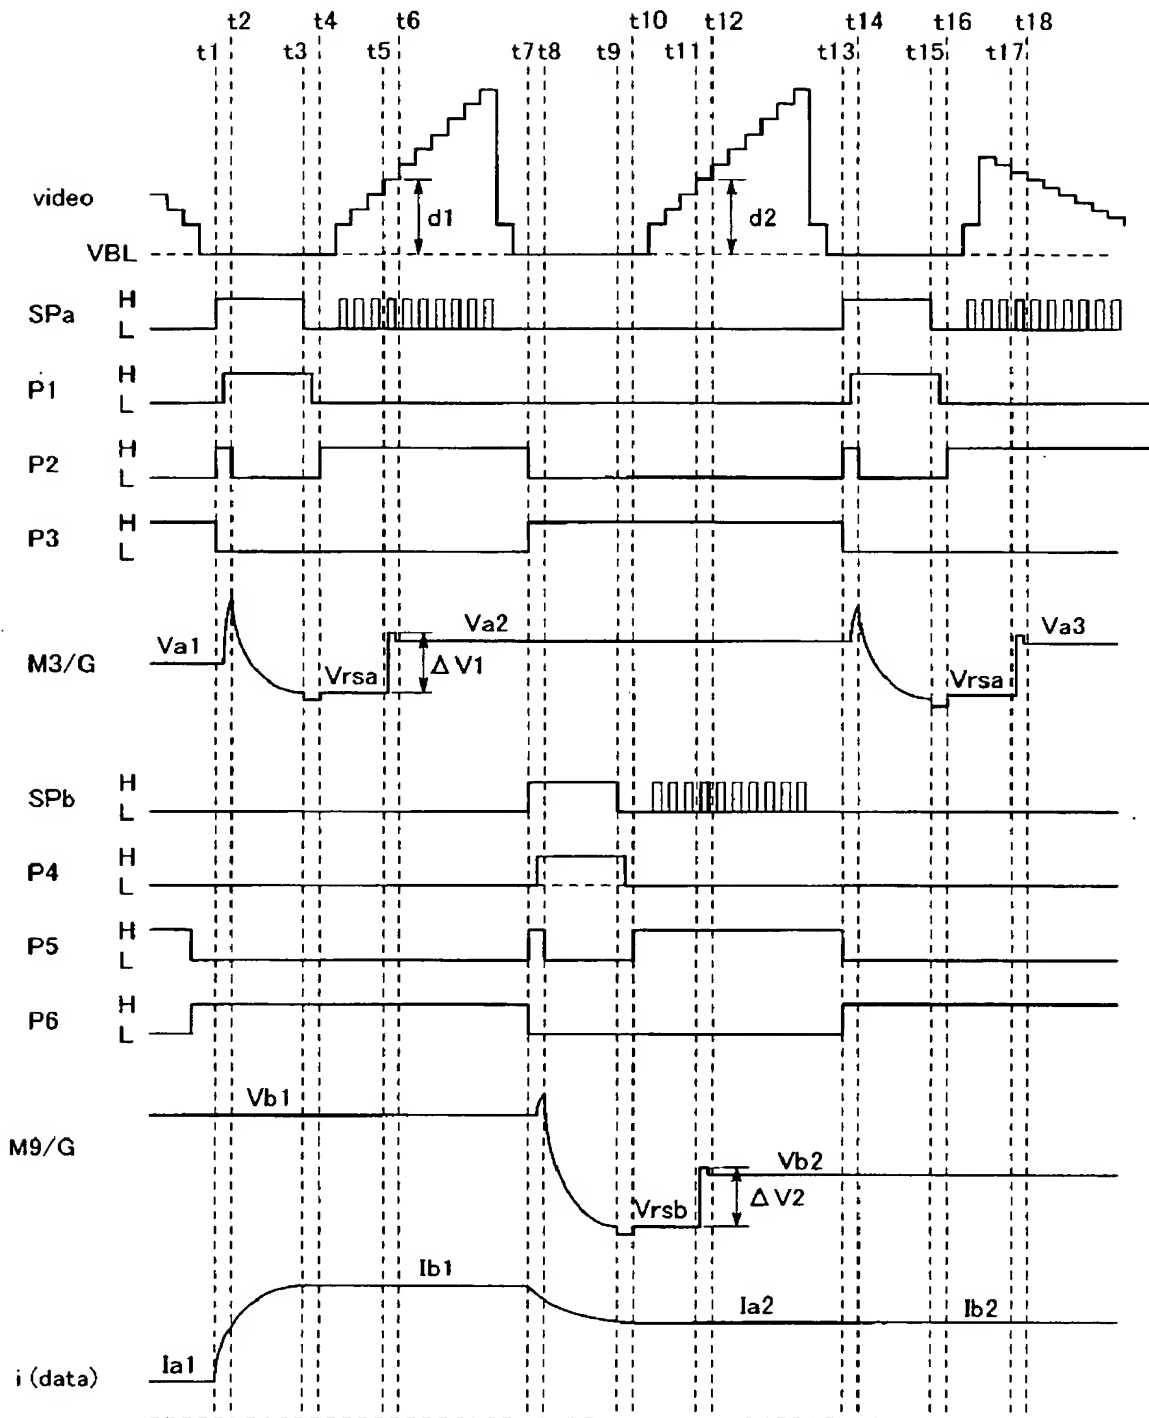 t2 t4 t6 t10 t12 t14 t16 t18
t1 t3 t5 t7 t8 t9 t11 t13 t15 t17
video
d1
d2
VBL
SPa H
L
P1 H
L
P2 H
L
P3 H
L
M3/G
Va1
Vrsa
Va2
ΔV1
Vrsa
Va3
SPb H
L
P4 H
L
P5 H
L
P6 H
L
Vb1
M9/G
Vrsb
Vb2
ΔV2
Ib1
Ia2
Ib2
Ia1
i (data)